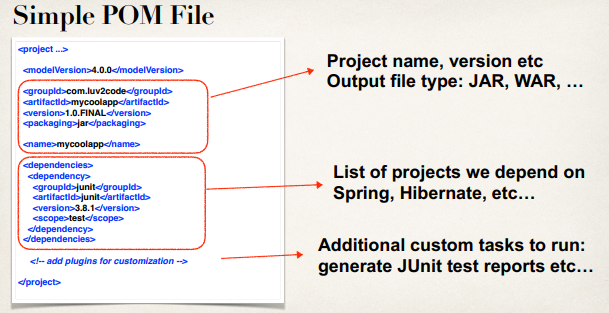 Simple POM File
<project ...>
<modelVersion>4.0.0</modelVersion>
<groupId>com.luv2code</groupId>
<artifactId>mycoolapp</artifactId>
<version>1.0.FINAL</version>
<packaging>jar</packaging>
<name>mycoolapp</name>
<dependencies>
<dependency>
<groupId>junit</groupId>
<artifactId>junit</artifactId>
<version>3.8.1</version>
<scope>test</scope>
</dependency>
</dependencies>
<!-- add plugins for customization -->
</project>
Project name, version etc
Output file type: JAR, WAR, …
List of projects we depend on
Spring, Hibernate, etc…
Additional custom tasks to run:
generate JUnit test reports etc…